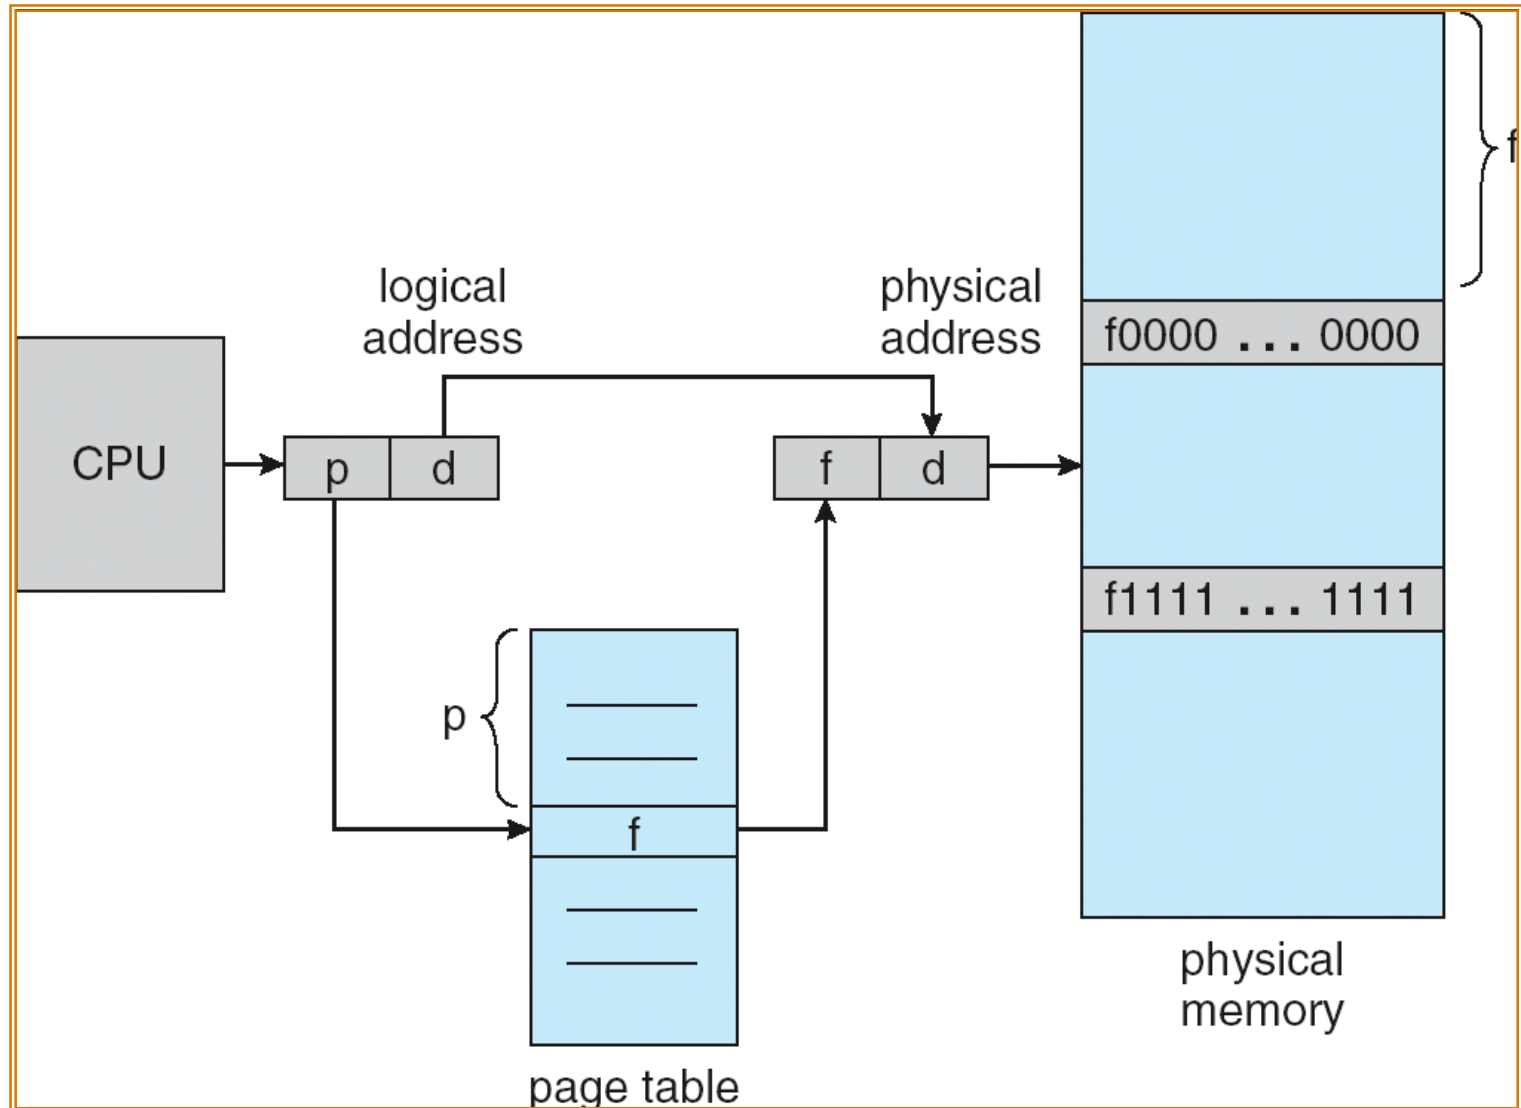 f
logical
address
physical
address
f0000 ... 0000
CPU
p d
f d
f1111 ... 1111
p
f
physical
memory
page table